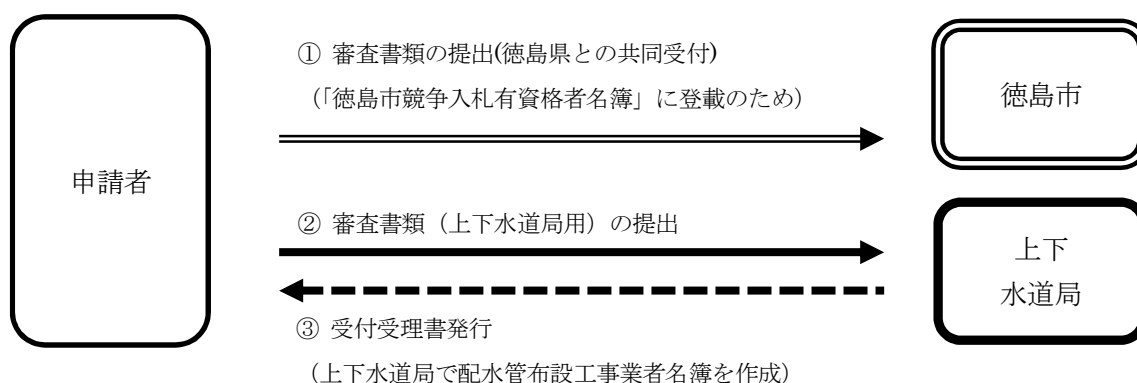 申請者
① 審査書類の提出(徳島県との共同受付)
（「徳島市競争入札有資格者名簿」に登載のため）
徳島市
② 審査書類（上下水道局用）の提出
上下
水道局
③ 受付受理書発行
（上下水道局で配水管布設工事業者名簿を作成）